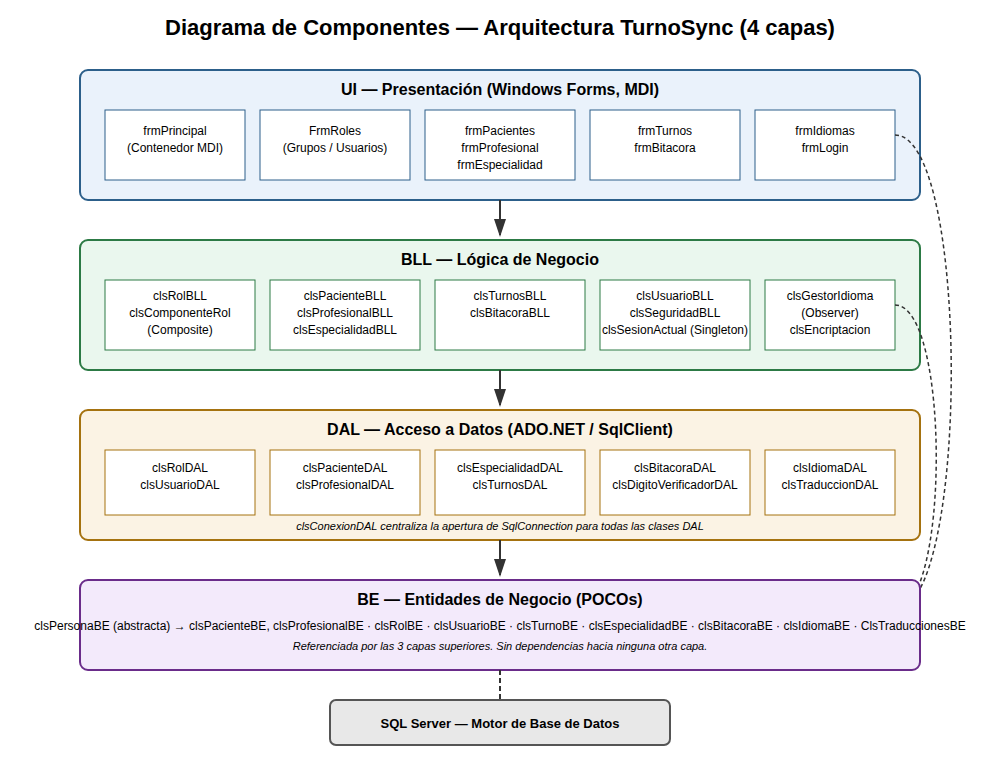 Diagrama de Componentes — Arquitectura TurnoSync (4 capas)
UI — Presentación (Windows Forms, MDI)
frmPrincipal
(Contenedor MDI)
FrmRoles
(Grupos / Usuarios)
frmPacientes
frmProfesional
frmEspecialidad
frmTurnos
frmBitacora
frmIdiomas
frmLogin
BLL — Lógica de Negocio
clsRolBLL
clsComponenteRol
(Composite)
clsPacienteBLL
clsProfesionalBLL
clsEspecialidadBLL
clsTurnosBLL
clsBitacoraBLL
clsUsuarioBLL
clsSeguridadBLL
clsSesionActual (Singleton)
clsGestorIdioma
(Observer)
clsEncriptacion
DAL — Acceso a Datos (ADO.NET / SqlClient)
clsRolDAL
clsUsuarioDAL
clsPacienteDAL
clsProfesionalDAL
clsEspecialidadDAL
clsTurnosDAL
clsBitacoraDAL
clsDigitoVerificadorDAL
clsIdiomaDAL
clsTraduccionDAL
clsConexionDAL centraliza la apertura de SqlConnection para todas las clases DAL
BE — Entidades de Negocio (POCOs)
clsPersonaBE (abstracta) → clsPacienteBE, clsProfesionalBE · clsRolBE · clsUsuarioBE · clsTurnoBE · clsEspecialidadBE · clsBitacoraBE · clsIdiomaBE · ClsTraduccionesBE
Referenciada por las 3 capas superiores. Sin dependencias hacia ninguna otra capa.
SQL Server — Motor de Base de Datos